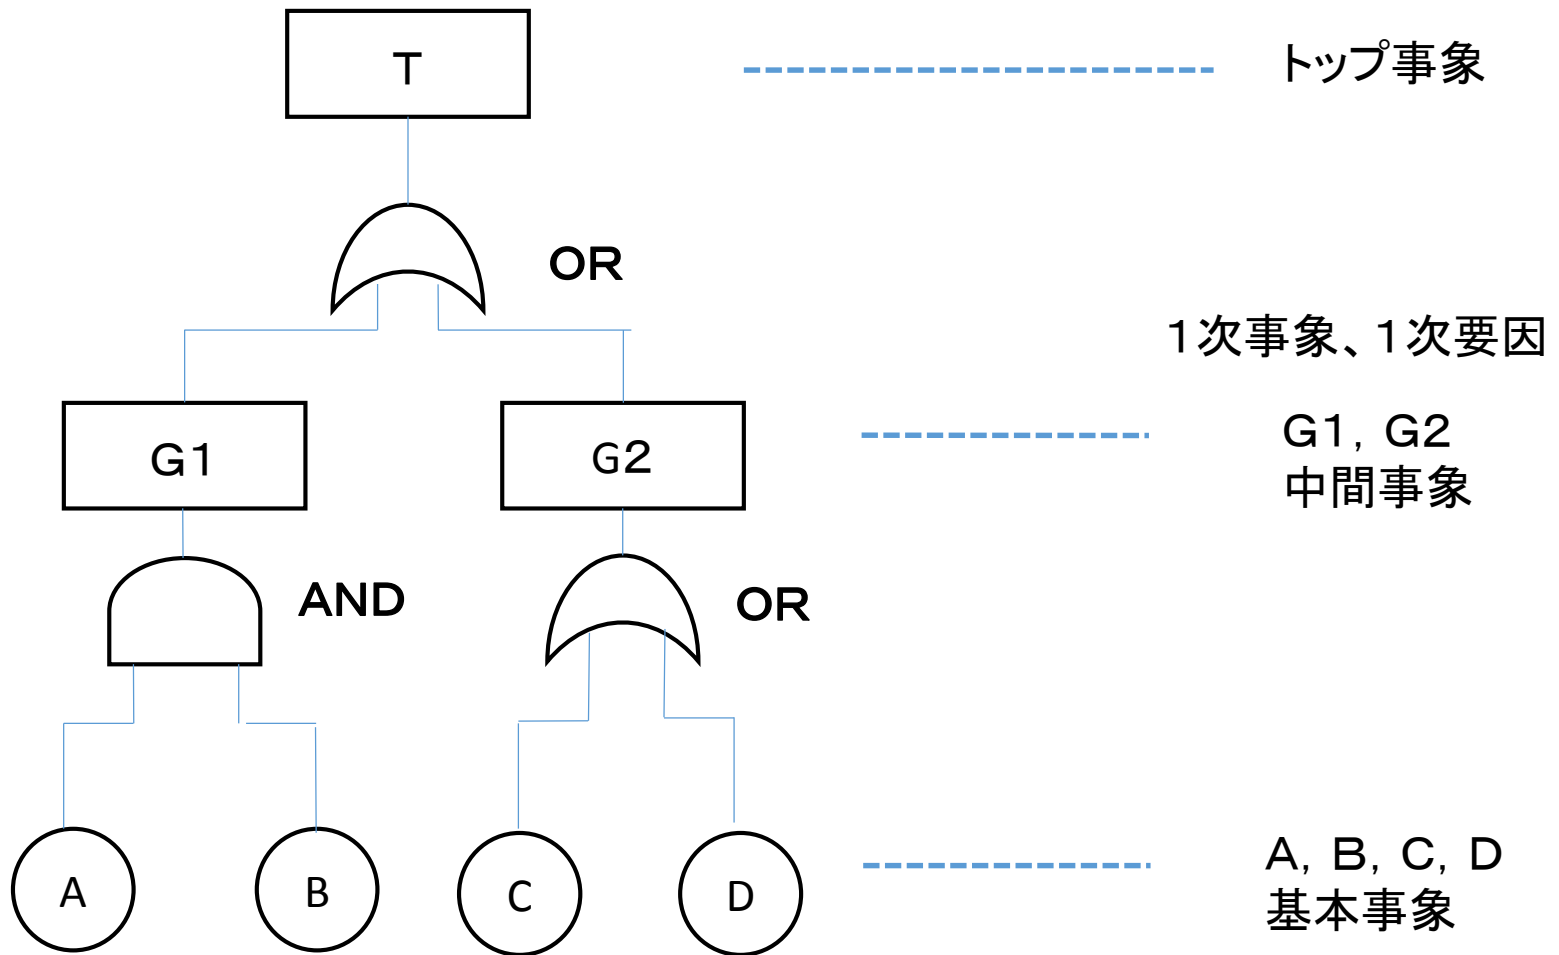 T
トップ事象
OR
1次事象、1次要因
G1
G2
G1, G2
中間事象
AND
OR
A
B
C
D
A, B, C, D
基本事象